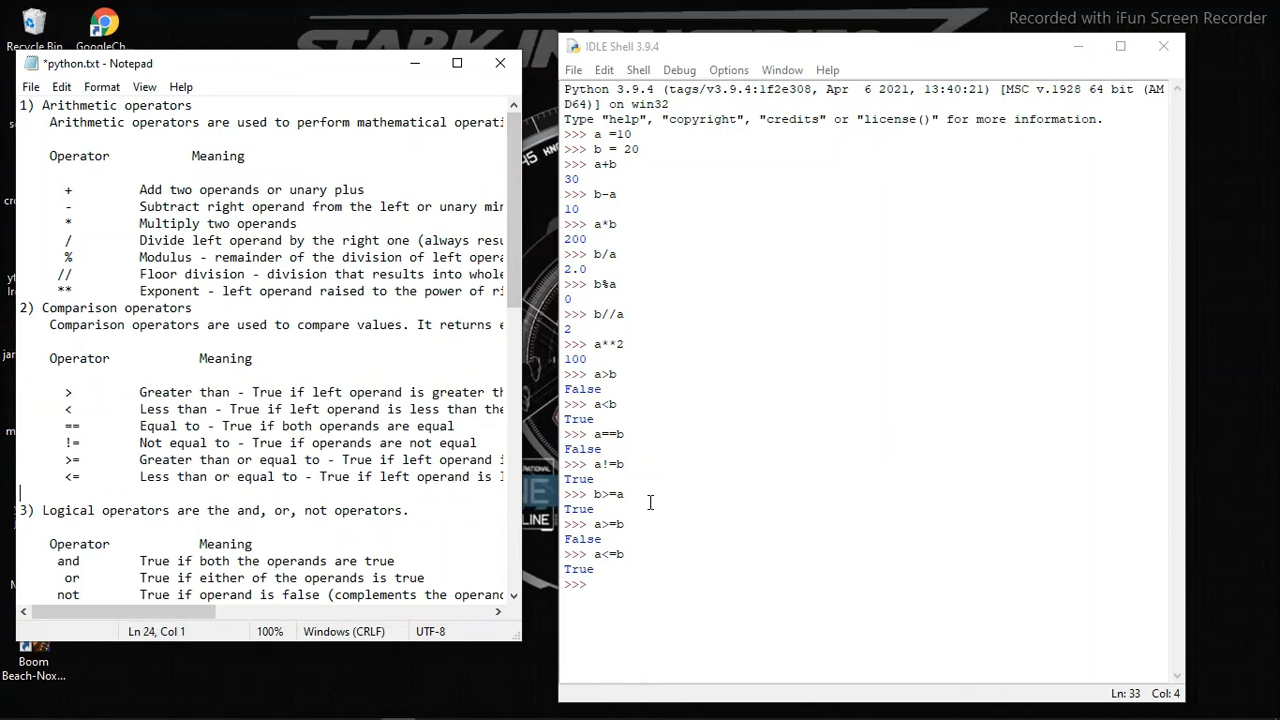 Recorded with iFun Screen Recorder
STARK INDUSTRIES
Recycle Bin
GoogleCh...
*python.txt - Notepad
File Edit Format View Help
1) Arithmetic operators
Arithmetic operators are used to perform mathematical operati
Operator Meaning
+ Add two operands or unary plus
- Subtract right operand from the left or unary min
* Multiply two operands
/ Divide left operand by the right one (always resu
% Modulus - remainder of the division of left opera
// Floor division - division that results into whole
** Exponent - left operand raised to the power of ri
2) Comparison operators
Comparison operators are used to compare values. It returns e
Operator Meaning
> Greater than - True if left operand is greater th
< Less than - True if left operand is less than the
== Equal to - True if both operands are equal
!= Not equal to - True if operands are not equal
>= Greater than or equal to - True if left operand i
<= Less than or equal to - True if left operand is l
3) Logical operators are the and, or, not operators.
Operator Meaning
and True if both the operands are true
or True if either of the operands is true
not True if operand is false (complements the operand
Ln 24, Col 1 100% Windows (CRLF) UTF-8
Boom
Beach-Nox...
45
LINE
IDLE Shell 3.9.4
File Edit Shell Debug Options Window Help
Python 3.9.4 (tags/v3.9.4:1f2e308, Apr  6 2021, 13:40:21) [MSC v.1928 64 bit (AM
D64)] on win32
Type "help", "copyright", "credits" or "license()" for more information.
>>> a =10
>>> b = 20
>>> a+b
30
>>> b-a
10
>>> a*b
200
>>> b/a
2.0
>>> b%a
0
>>> b//a
2
>>> a**2
100
>>> a>b
False
>>> a<b
True
>>> a==b
False
>>> a!=b
True
>>> b>=a
True
>>> a>=b
False
>>> a<=b
True
>>>
Ln: 33 Col: 4